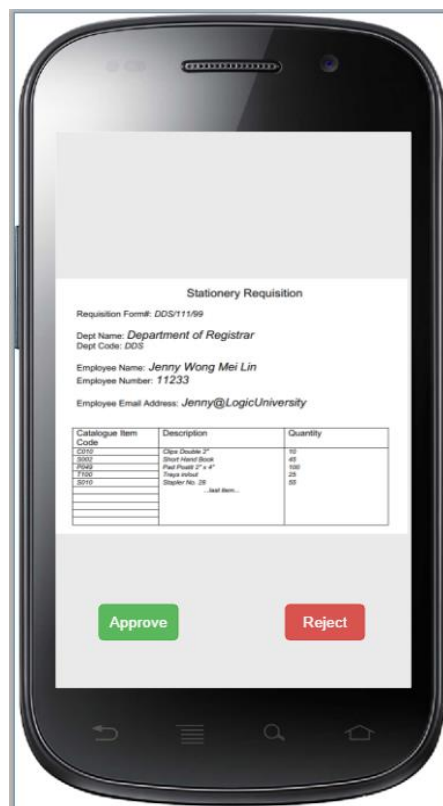 Stationery Requisition
Requisition Form#: DDS/111/99
Dept Name: Department of Registrar
Dept Code: DDS
Employee Name: Jenny Wong Mei Lin
Employee Number: 11233
Employee Email Address: Jenny@LogicUniversity
Catalogue Item Code Description Quantity
C010 Clips Double 2" 10
S002 Short Hand Book 45
P049 Pad Postit 2" x 4" 100
T100 Trays in/out 25
S010 Stapler No. 28 55
...last item...
Approve Reject